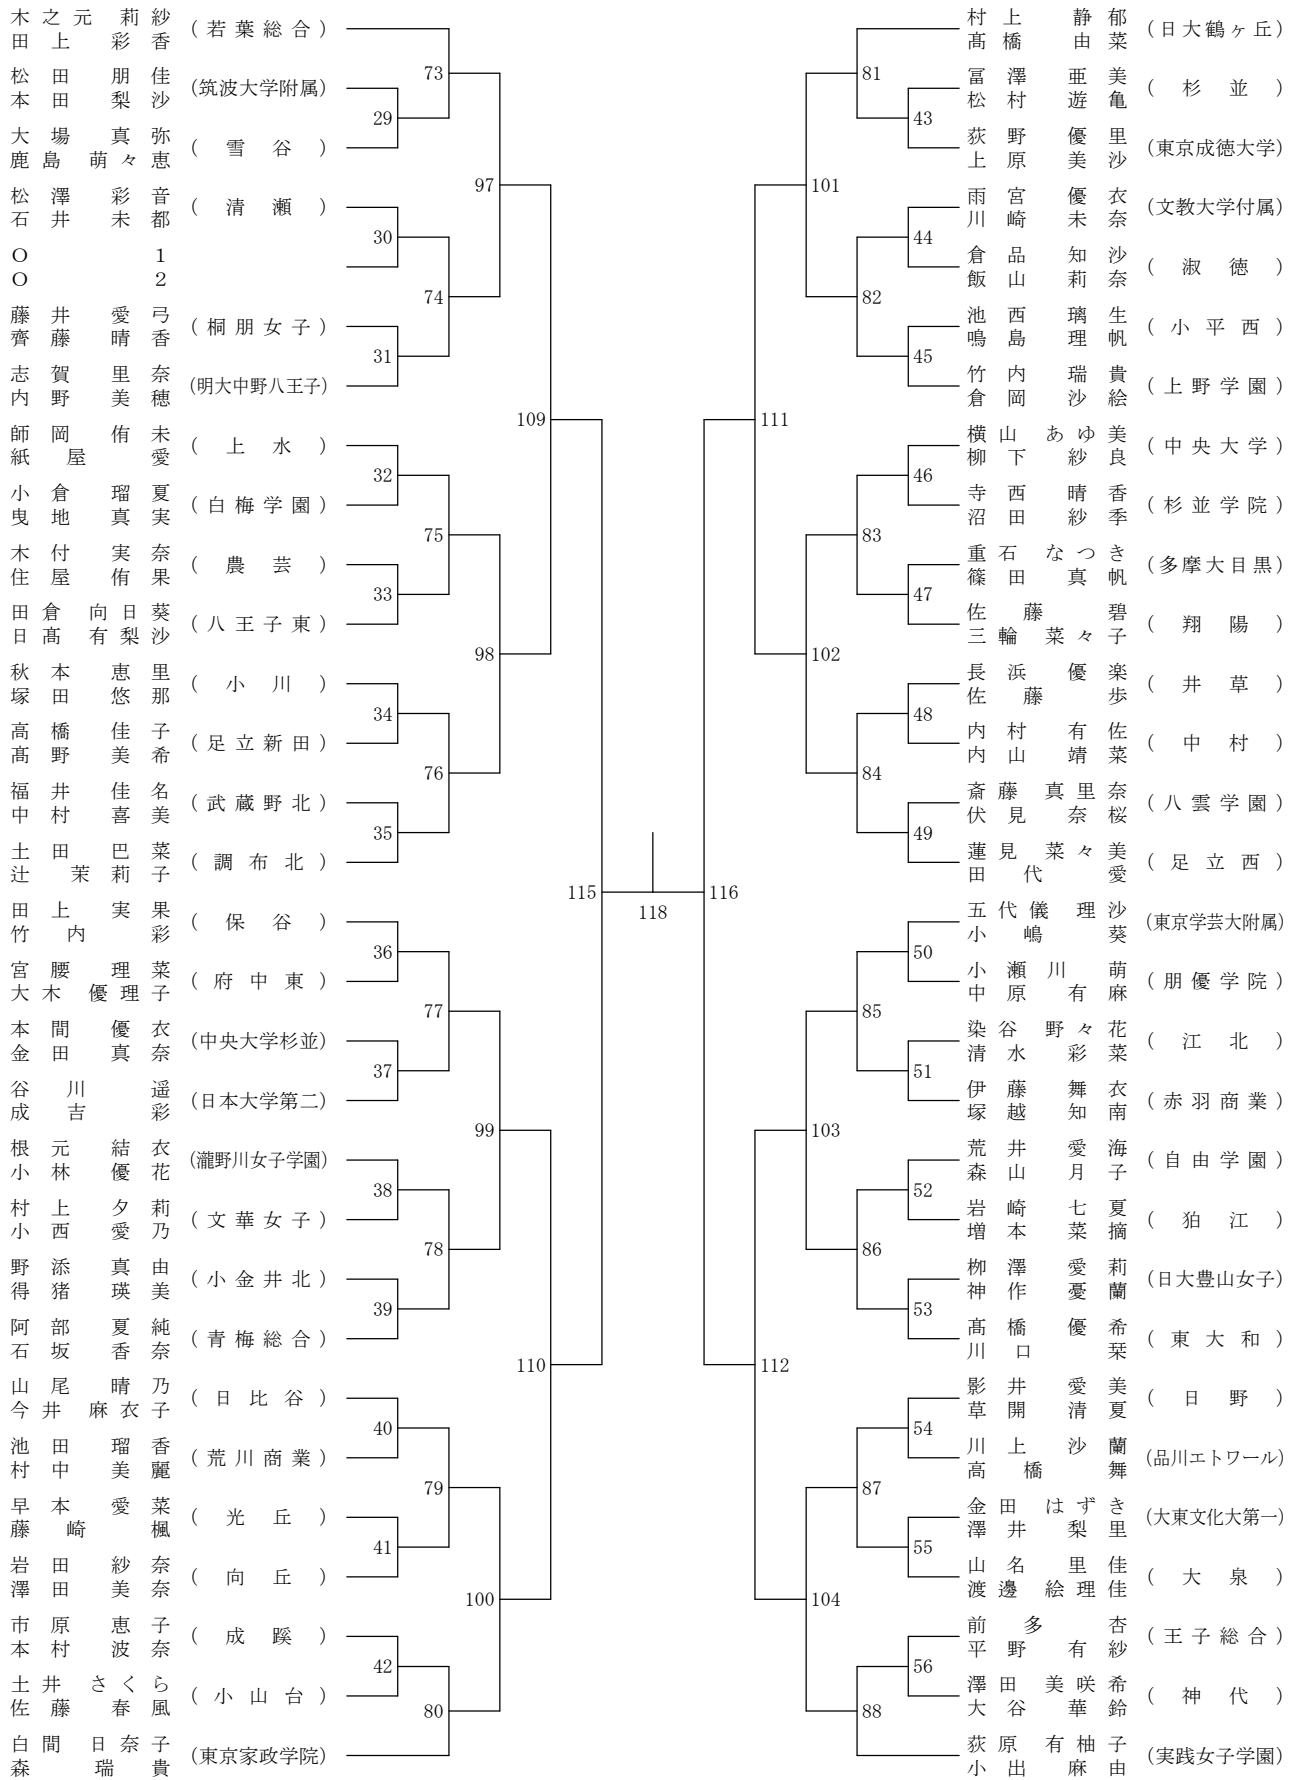 木之元 莉紗
田上 彩香 (若葉総合)
松田 朋佳
本田 梨沙 (筑波大学附属)
大場 真弥
鹿島 萌々恵 (雪谷)
松澤 彩音
石井 未都 (清瀬)
O 1
O 2
藤井 愛弓
齊藤 晴香 (桐朋女子)
志賀 里奈
内野 美穂 (明大中野八王子)
師岡 侑未
紙屋 愛 (上水)
小倉 瑠夏
曳地 真実 (白梅学園)
木付 実奈
住屋 侑果 (農芸)
田倉 向日葵
日髙 有梨沙 (八王子東)
秋本 恵里
塚田 悠那 (小川)
高橋 佳子
髙野 美希 (足立新田)
福井 佳名
中村 喜美 (武蔵野北)
土田 巴菜
辻 茉莉子 (調布北)
田上 実果
竹内 彩 (保谷)
宮腰 理菜
大木 優理子 (府中東)
本間 優衣
金田 真奈 (中央大学杉並)
谷川 遥
成吉 彩 (日本大学第二)
根元 結衣
小林 優花 (瀧野川女子学園)
村上 夕莉
小西 愛乃 (文華女子)
野添 真由
得猪 瑛美 (小金井北)
阿部 夏純
石坂 香奈 (青梅総合)
山尾 晴乃
今井 麻衣子 (日比谷)
池田 瑠香
村中 美麗 (荒川商業)
早本 愛菜
藤崎 楓 (光丘)
岩田 紗奈
澤田 美奈 (向丘)
市原 恵子
本村 波奈 (成蹊)
土井 さくら
佐藤 春風 (小山台)
白間 日奈子
森 瑞貴 (東京家政学院)
73
29
97
30
74
31
109
32
75
33
98
34
76
35
115
118
116
36
77
37
99
38
78
39
110
40
79
41
100
42
80
81
43
101
44
82
45
111
46
83
47
102
48
84
49
50
85
51
103
52
86
53
112
54
87
55
104
56
88
村上 静郁
髙橋 由菜 (日大鶴ヶ丘)
冨澤 亜美
松村 遊亀 (杉並)
荻野 優里
上原 美沙 (東京成徳大学)
雨宮 優衣
川崎 未奈 (文教大学付属)
倉品 知沙
飯山 莉奈 (淑徳)
池西 璃生
鳴島 理帆 (小平西)
竹内 瑞貴
倉岡 沙絵 (上野学園)
横山 あゆ美
柳下 紗良 (中央大学)
寺西 晴香
沼田 紗季 (杉並学院)
重石 なつき
篠田 真帆 (多摩大目黒)
佐藤 碧
三輪 菜々子 (翔陽)
長浜 優楽
佐藤 歩 (井草)
内村 有佐
内山 靖菜 (中村)
斎藤 真里奈
伏見 奈桜 (八雲学園)
蓮見 菜々美
田代 愛 (足立西)
五代儀 理沙
小嶋 葵 (東京学芸大附属)
小瀬川 萌
中原 有麻 (朋優学院)
染谷 野々花
清水 彩菜 (江北)
伊藤 舞衣
塚越 知南 (赤羽商業)
荒井 愛海
森山 月子 (自由学園)
岩崎 七夏
増本 菜摘 (狛江)
栁澤 愛莉
神作 憂蘭 (日大豊山女子)
髙橋 優希
川口 栞 (東大和)
影井 愛美
草開 清夏 (日野)
川上 沙蘭
高橋 舞 (品川エトワール)
金田 はずき
澤井 梨里 (大東文化大第一)
山名 里佳
渡邊 絵理佳 (大泉)
前多 杏
平野 有紗 (王子総合)
澤田 美咲希
大谷 華鈴 (神代)
荻原 有柚子
小出 麻由 (実践女子学園)